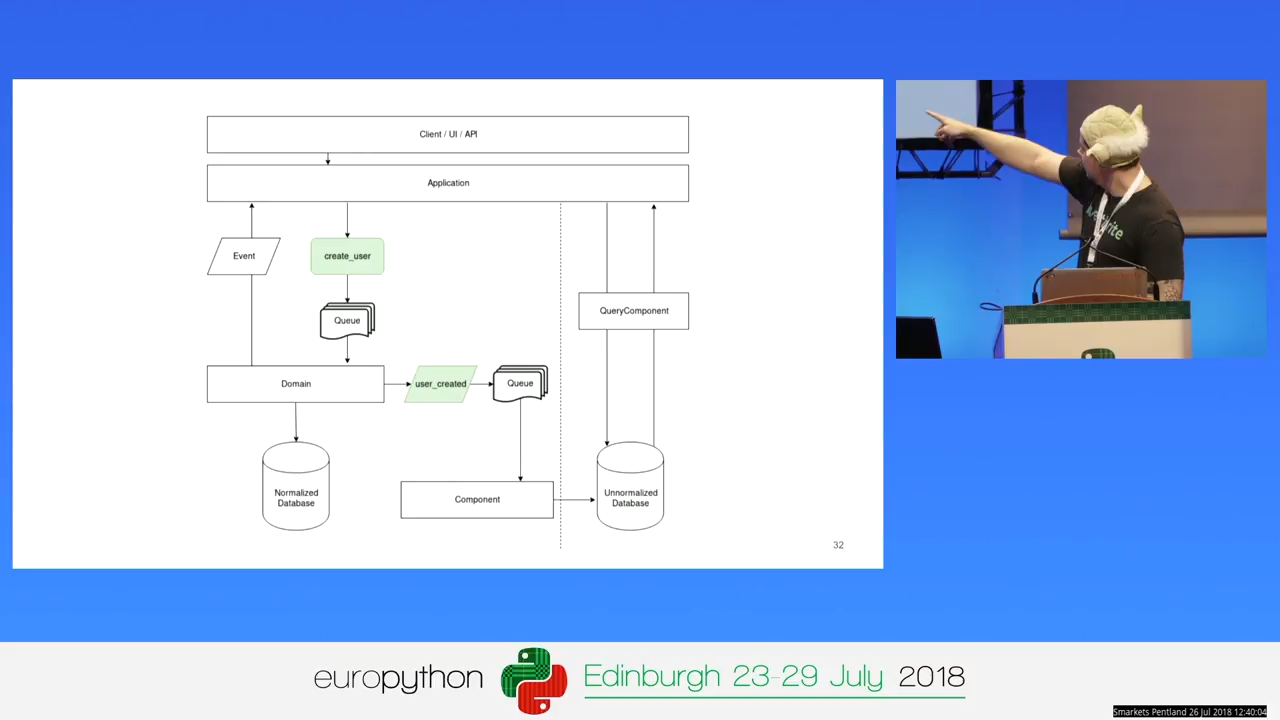 Client / UI / API
Application
Event
create_user
QueryComponent
Queue
Domain
user_created
Queue
Normalized
Database
Component
Unnormalized
Database
32
europython
Edinburgh 23-29 July 2018
Smarkets Pentland 26 Jul 2018 12:40:04